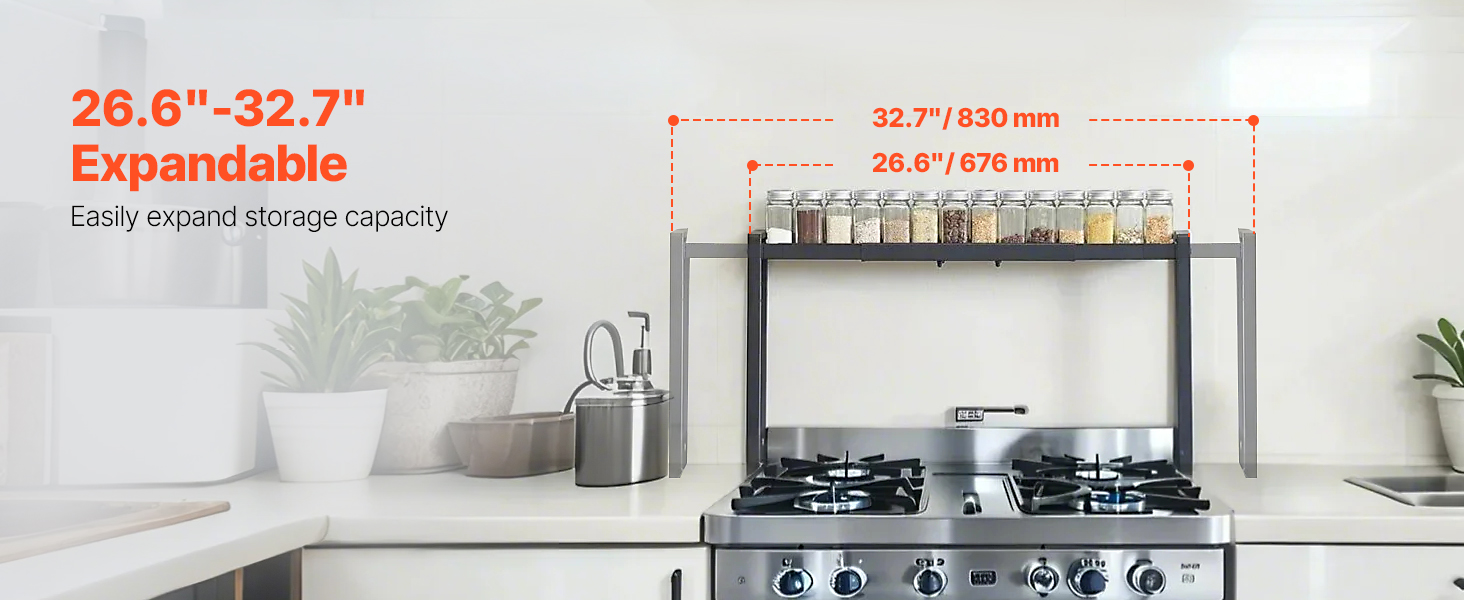 26.6"-32.7"
Expandable
Easily expand storage capacity
32.7"/ 830 mm
26.6"/ 676 mm